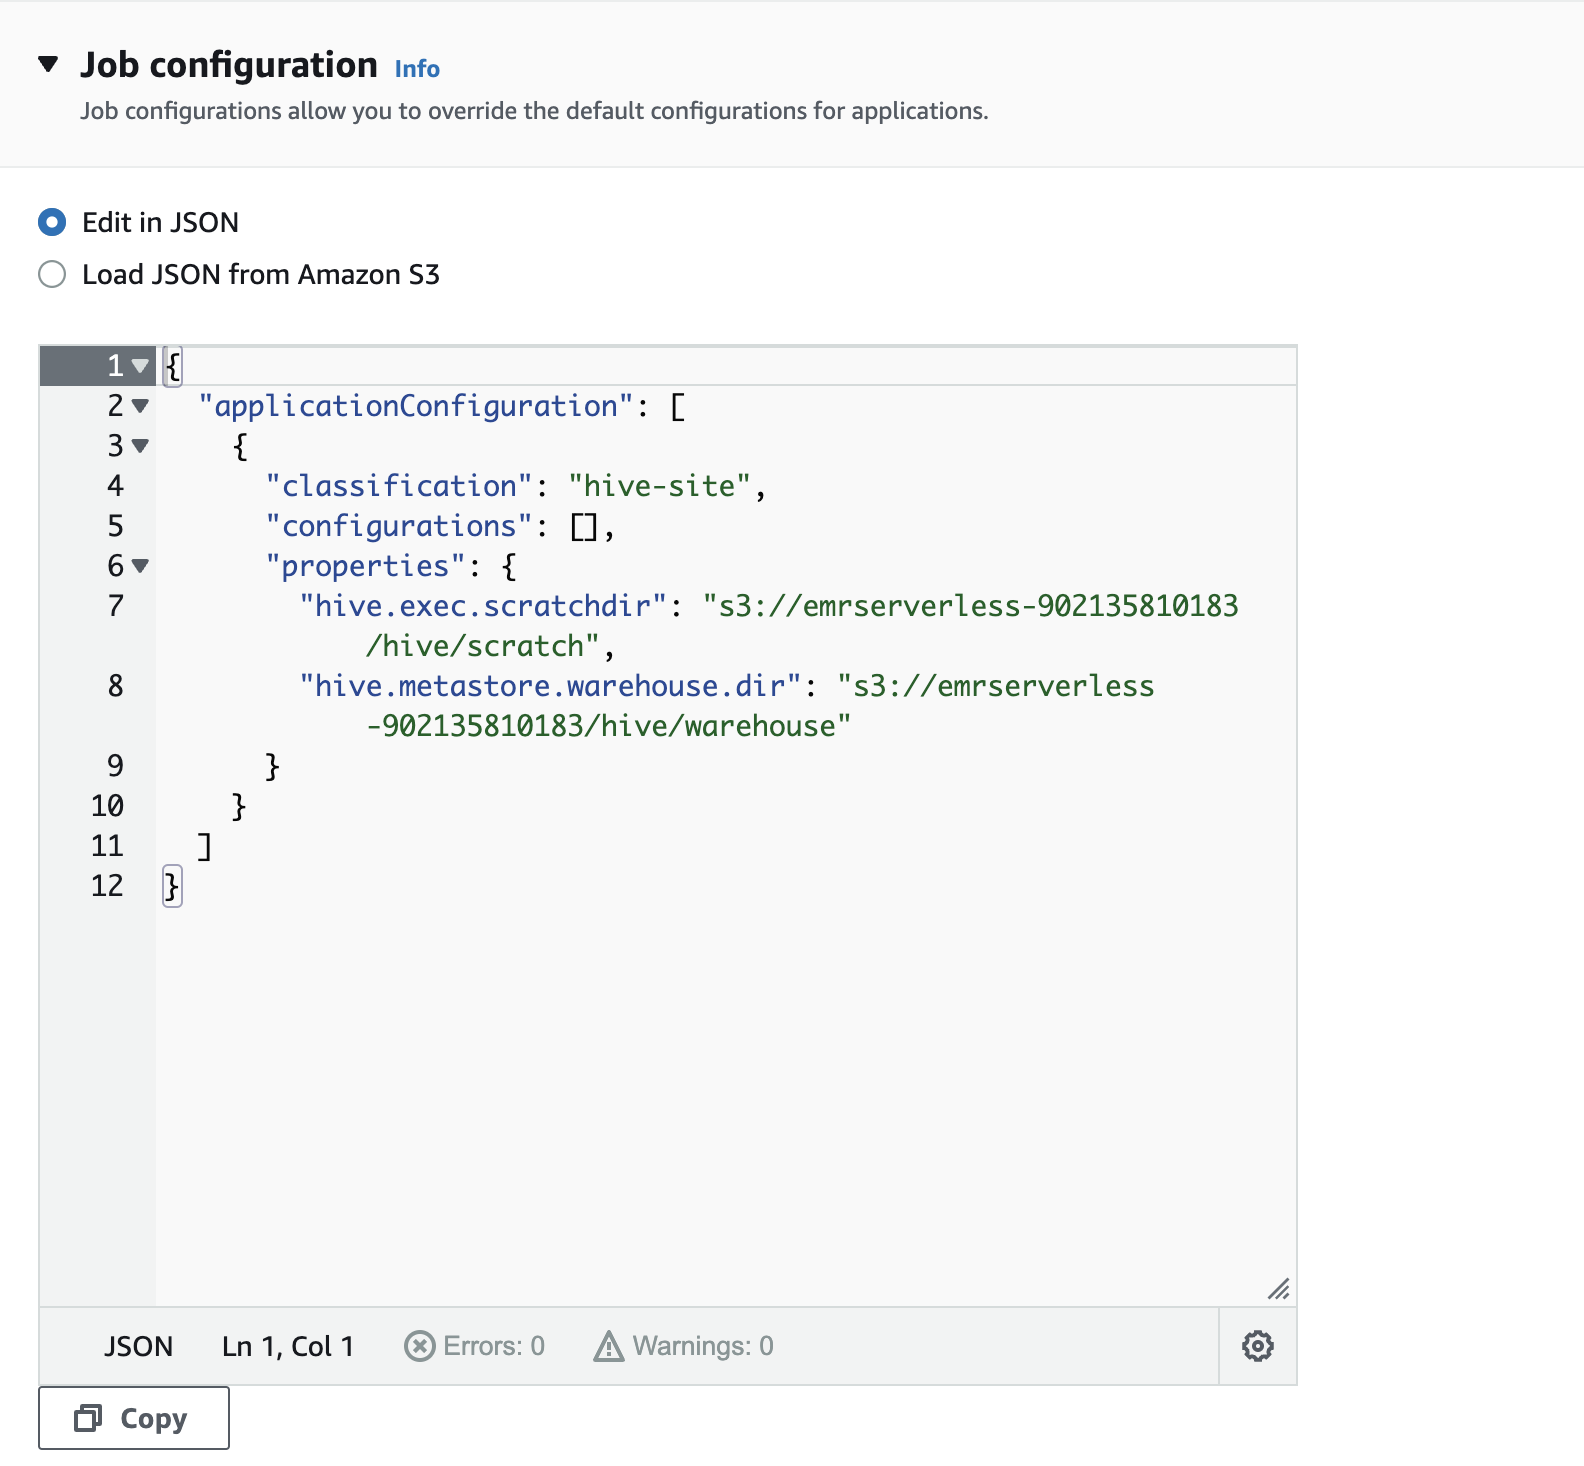 Job configuration Info
Job configurations allow you to override the default configurations for applications.
Edit in JSON
Load JSON from Amazon S3
1 {
2 "applicationConfiguration": [
3 {
4 "classification": "hive-site",
5 "configurations": [],
6 "properties": {
7 "hive.exec.scratchdir": "s3://emrserverless-902135810183
/hive/scratch",
8 "hive.metastore.warehouse.dir": "s3://emrserverless
-902135810183/hive/warehouse"
9 }
10 }
11 ]
12 }
JSON Ln 1, Col 1 Errors: 0 Warnings: 0
Copy